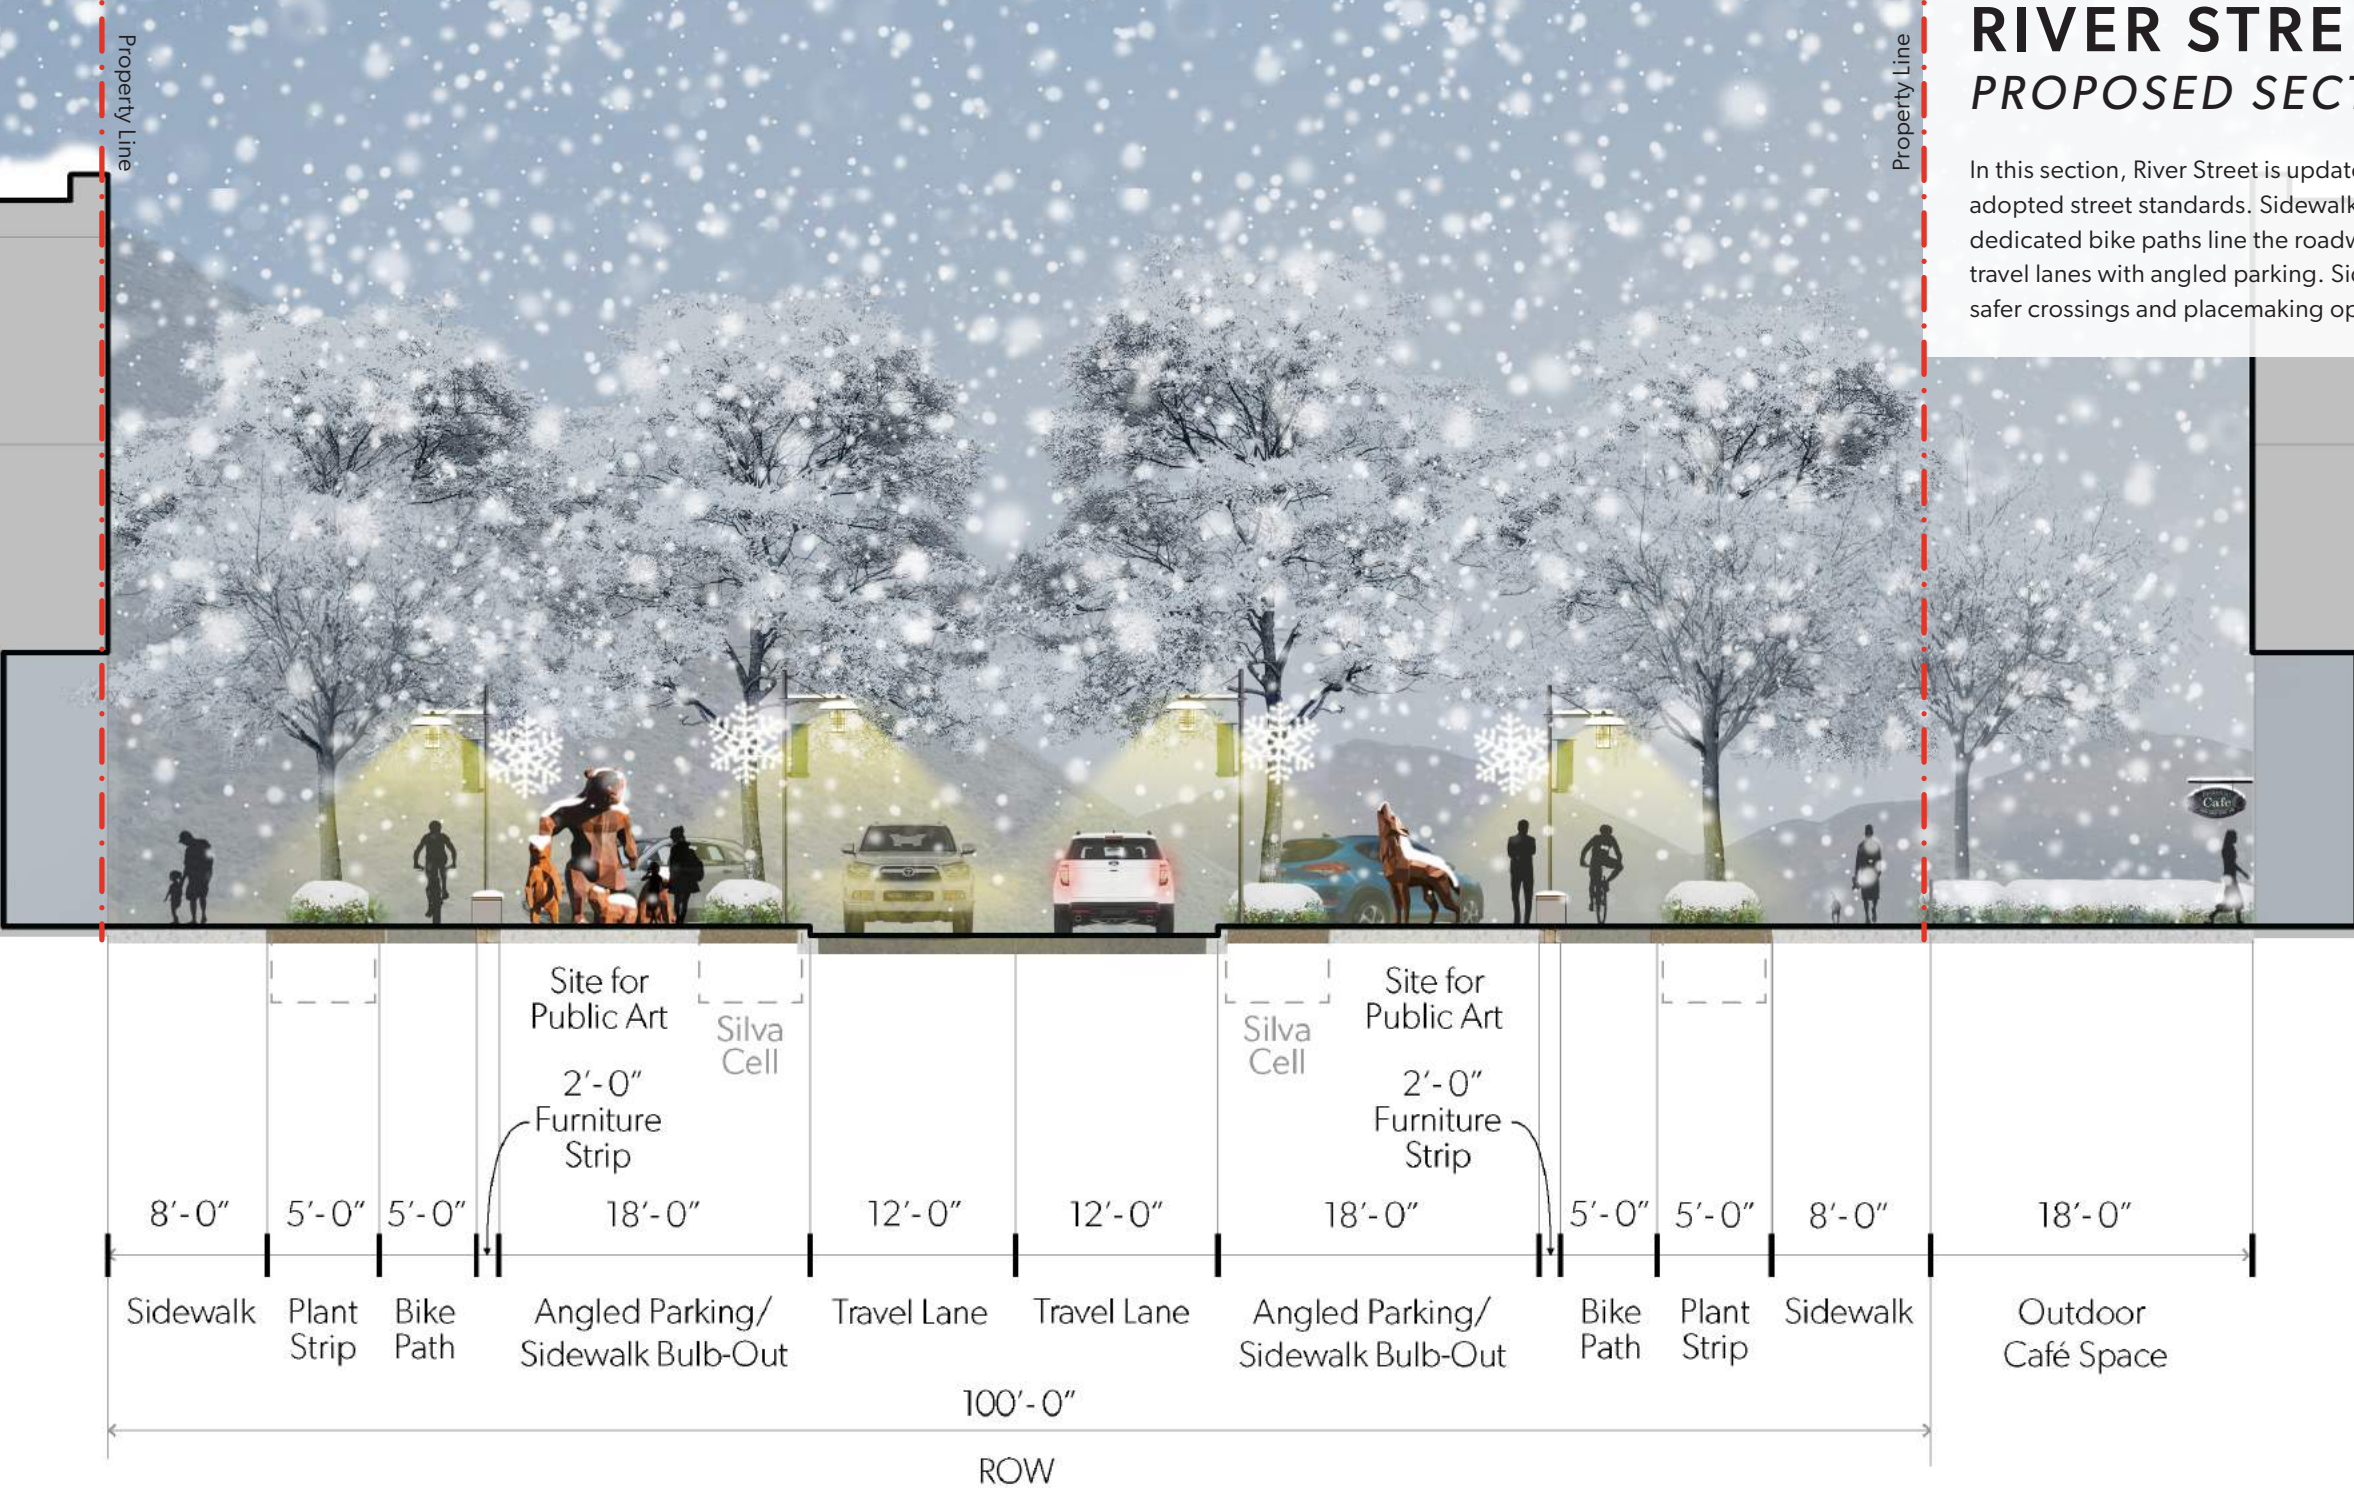 Property Line
Property Line
RIVER STRE
PROPOSED SECT
In this section, River Street is update
adopted street standards. Sidewalk
dedicated bike paths line the roadw
travel lanes with angled parking. Sid
safer crossings and placemaking op
Cafe
Site for
Public Art
Silva
Cell
Silva
Cell
Site for
Public Art
2'-0"
Furniture
Strip
2'-0"
Furniture
Strip
8'-0" 5'-0" 5'-0" 18'-0" 12'-0" 12'-0" 18'-0" 5'-0" 5'-0" 8'-0" 18'-0"
Sidewalk
Plant
Strip
Bike
Path
Angled Parking/
Sidewalk Bulb-Out
Travel Lane
Travel Lane
Angled Parking/
Sidewalk Bulb-Out
Bike
Path
Plant
Strip
Sidewalk
Outdoor
Café Space
100'-0"
ROW